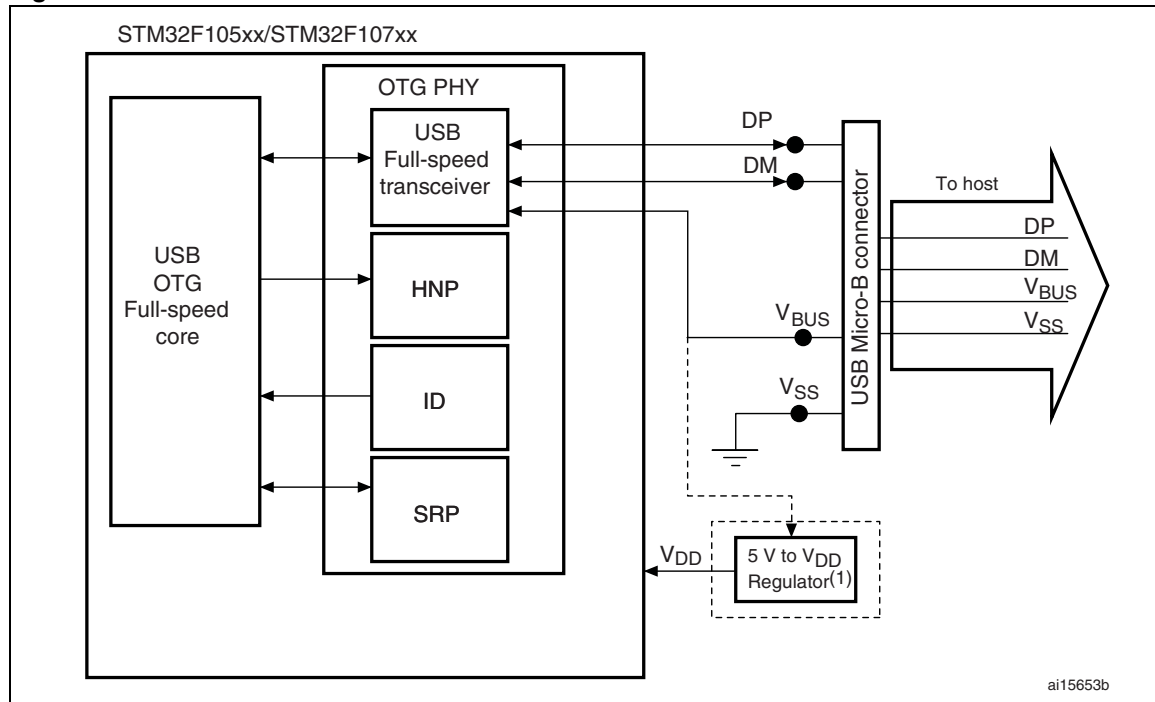 STM32F105xx/STM32F107xx
OTG PHY
USB
Full-speed
transceiver
USB
OTG
Full-speed
core
HNP
ID
SRP
DP
DM
VBUS
VSS
USB Micro-B connector
To host
DP
DM
VBUS
VSS
VDD
5 V to VDD
Regulator(1)
ai15653b